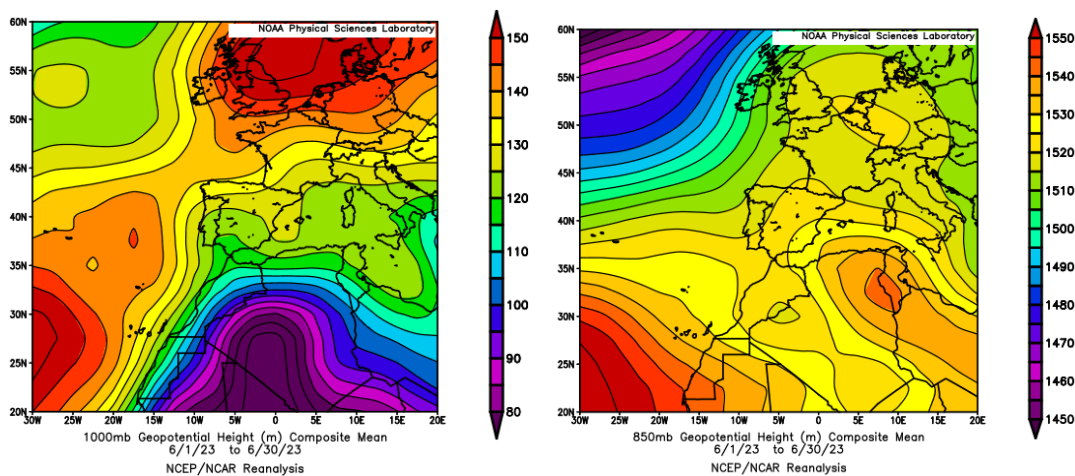 NOAA Physical Sciences Laboratory
60N
55N
50N
45N
40N
35N
30N
25N
20N
30W 25W 20W 15W 10W 5W 0 5E 10E 15E 20E
150
140
130
120
110
100
90
80
1000mb Geopotential Height (m) Composite Mean
6/1/23 to 6/30/23
NCEP/NCAR Reanalysis
NOAA Physical Sciences Laboratory
60N
55N
50N
45N
40N
35N
30N
25N
20N
30W 25W 20W 15W 10W 5W 0 5E 10E 15E 20E
1550
1540
1530
1520
1510
1500
1490
1480
1470
1460
1450
850mb Geopotential Height (m) Composite Mean
6/1/23 to 6/30/23
NCEP/NCAR Reanalysis